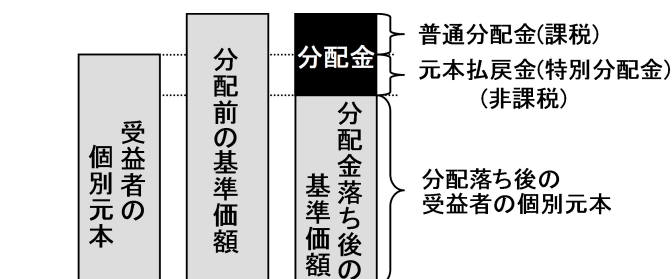 受益者の
個別元本
分配前の基準価額
分配金
分配金落ち後の
基準価額
普通分配金(課税)
元本払戻金(特別分配金)
(非課税)
分配落ち後の
受益者の個別元本